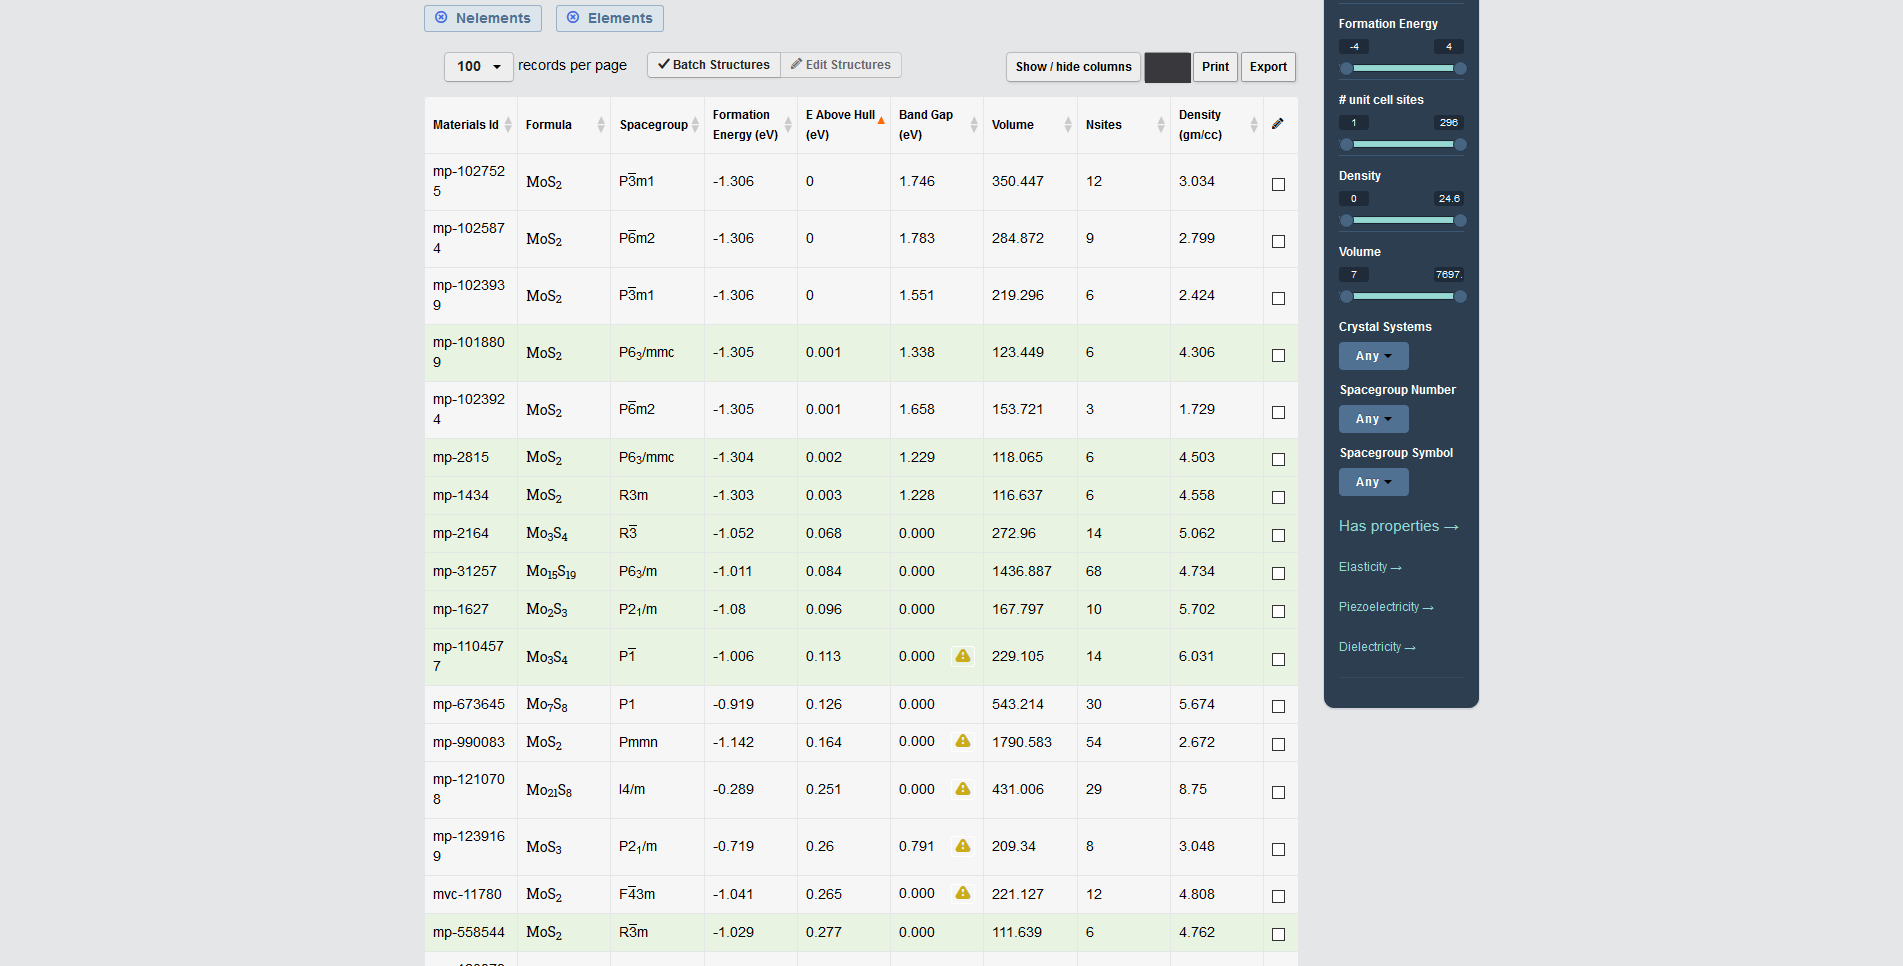 Nelements Elements
100 records per page Batch Structures Edit Structures Show / hide columns Print Export
Materials Id Formula Spacegroup Formation Energy (eV) E Above Hull (eV) Band Gap (eV) Volume Nsites Density (gm/cc)
mp-1027525 MoS2 P3̅m1 -1.306 0 1.746 350.447 12 3.034
mp-1025874 MoS2 P6̅m2 -1.306 0 1.783 284.872 9 2.799
mp-1023939 MoS2 P3̅m1 -1.306 0 1.551 219.296 6 2.424
mp-1018809 MoS2 P63/mmc -1.305 0.001 1.338 123.449 6 4.306
mp-1023924 MoS2 P6̅m2 -1.305 0.001 1.658 153.721 3 1.729
mp-2815 MoS2 P63/mmc -1.304 0.002 1.229 118.065 6 4.503
mp-1434 MoS2 R3m -1.303 0.003 1.228 116.637 6 4.558
mp-2164 Mo3S4 R3̅ -1.052 0.068 0.000 272.96 14 5.062
mp-31257 Mo15S19 P63/m -1.011 0.084 0.000 1436.887 68 4.734
mp-1627 Mo2S3 P21/m -1.08 0.096 0.000 167.797 10 5.702
mp-1104577 Mo3S4 P1̅ -1.006 0.113 0.000 229.105 14 6.031
mp-673645 Mo7S8 P1 -0.919 0.126 0.000 543.214 30 5.674
mp-990083 MoS2 Pmmn -1.142 0.164 0.000 1790.583 54 2.672
mp-1210708 Mo21S8 I4/m -0.289 0.251 0.000 431.006 29 8.75
mp-1239169 MoS3 P21/m -0.719 0.26 0.791 209.34 8 3.048
mvc-11780 MoS2 F4̅3m -1.041 0.265 0.000 221.127 12 4.808
mp-558544 MoS2 R3̅m -1.029 0.277 0.000 111.639 6 4.762
Formation Energy
-4 4
# unit cell sites
1 296
Density
0 24.6
Volume
7 7697.
Crystal Systems
Any
Spacegroup Number
Any
Spacegroup Symbol
Any
Has properties →
Elasticity →
Piezoelectricity →
Dielectricity →